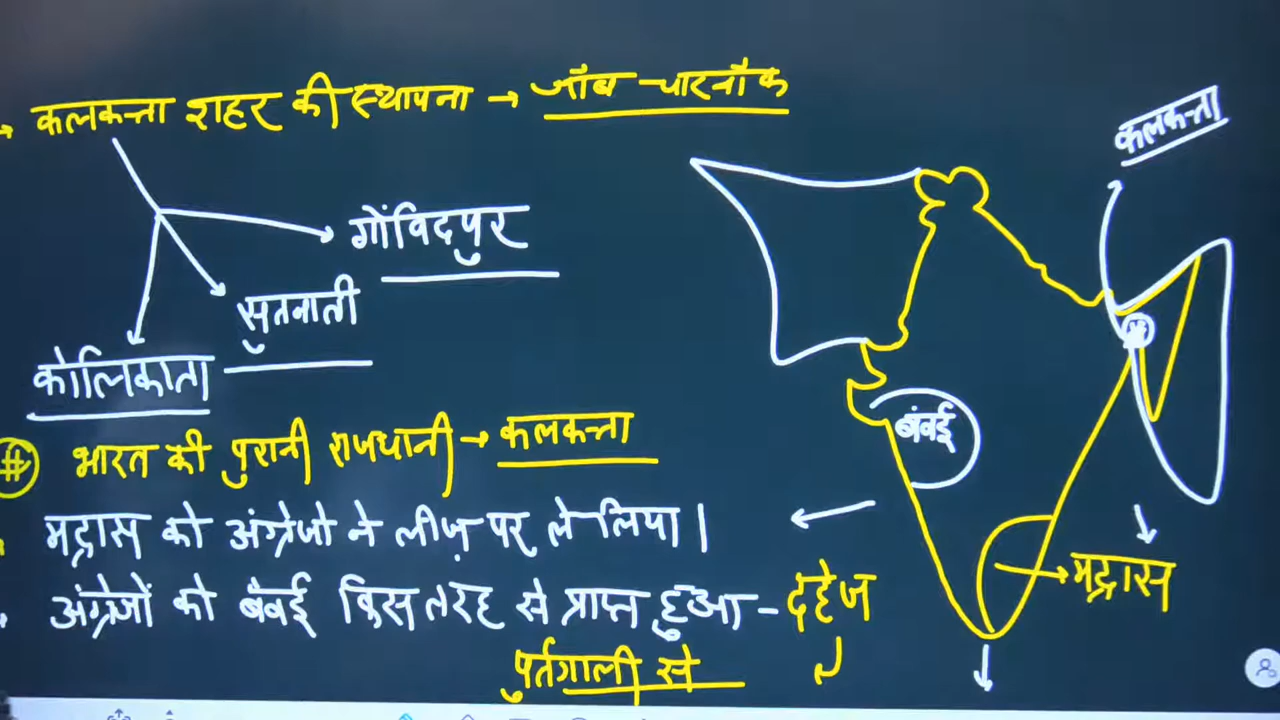 → कलकत्ता शहर की स्थापना → जॉब-चारनौक
गोंविदपुर
सुतनाती
कोलिकाता
# भारत की पुरानी राजधानी → कलकत्ता
मद्रास को अंग्रेजो ने लीज़ पर ले लिया।
अंग्रेजों को बंबई किस तरह से प्राप्त हुआ - दहेज
पुर्तगाली से
कलकत्ता
बंबई
मद्रास